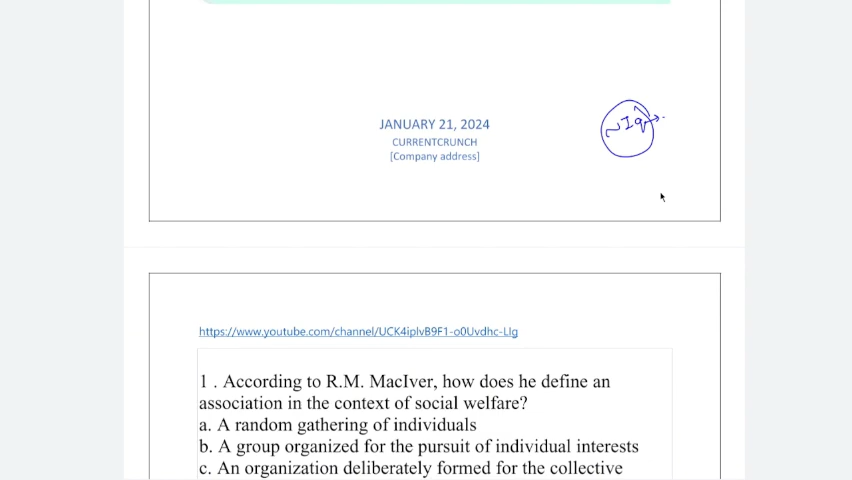 JANUARY 21, 2024
CURRENTCRUNCH
[Company address]
https://www.youtube.com/channel/UCK4iplvB9F1-o0Uvdhc-LIg
1 . According to R.M. MacIver, how does he define an
association in the context of social welfare?
a. A random gathering of individuals
b. A group organized for the pursuit of individual interests
c. An organization deliberately formed for the collective